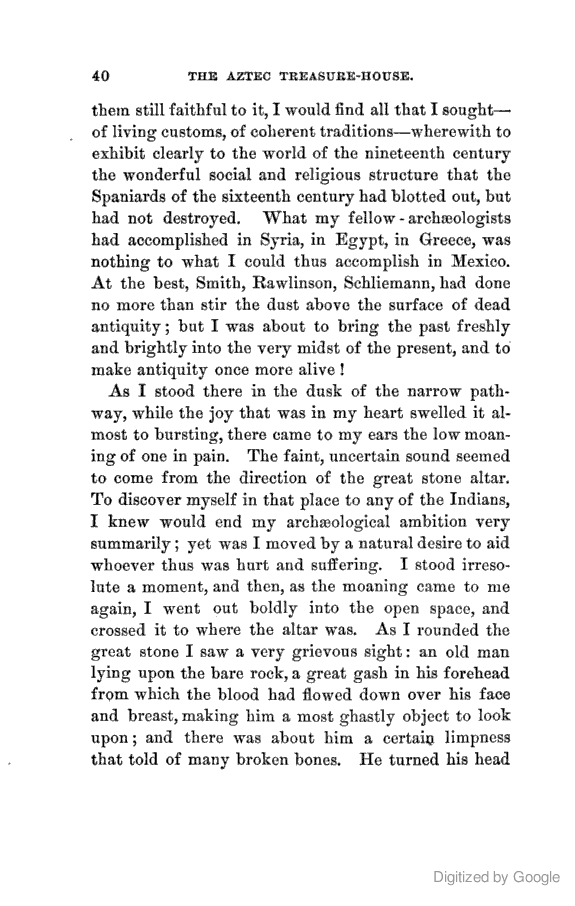 40 THE AZTEC TREASURE-HOUSE.
them still faithful to it, I would find all that I sought—
of living customs, of coherent traditions—wherewith to
exhibit clearly to the world of the nineteenth century
the wonderful social and religious structure that the
Spaniards of the sixteenth century had blotted out, but
had not destroyed. What my fellow-archæologists
had accomplished in Syria, in Egypt, in Greece, was
nothing to what I could thus accomplish in Mexico.
At the best, Smith, Rawlinson, Schliemann, had done
no more than stir the dust above the surface of dead
antiquity; but I was about to bring the past freshly
and brightly into the very midst of the present, and to
make antiquity once more alive!
As I stood there in the dusk of the narrow path-
way, while the joy that was in my heart swelled it al-
most to bursting, there came to my ears the low moan-
ing of one in pain. The faint, uncertain sound seemed
to come from the direction of the great stone altar.
To discover myself in that place to any of the Indians,
I knew would end my archæological ambition very
summarily; yet was I moved by a natural desire to aid
whoever thus was hurt and suffering. I stood irreso-
lute a moment, and then, as the moaning came to me
again, I went out boldly into the open space, and
crossed it to where the altar was. As I rounded the
great stone I saw a very grievous sight: an old man
lying upon the bare rock, a great gash in his forehead
from which the blood had flowed down over his face
and breast, making him a most ghastly object to look
upon; and there was about him a certain limpness
that told of many broken bones. He turned his head
Digitized by Google